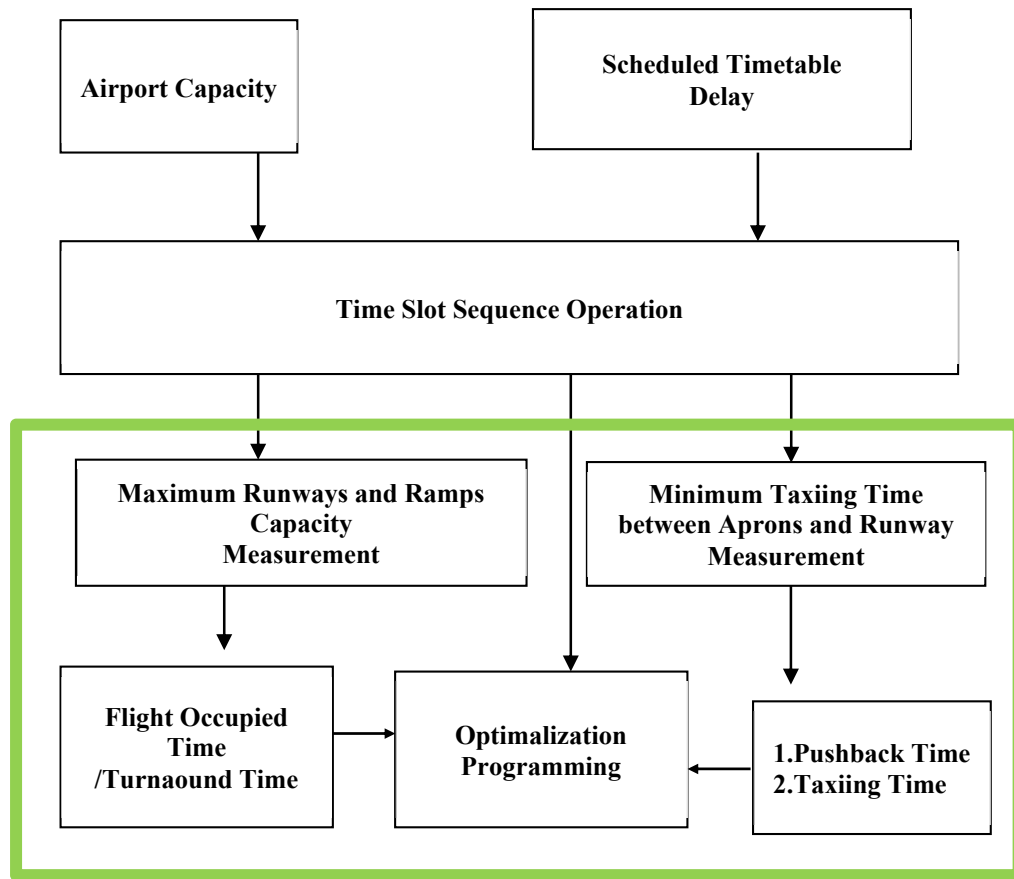 Airport Capacity
Scheduled Timetable
Delay
Time Slot Sequence Operation
Maximum Runways and Ramps
Capacity
Measurement
Minimum Taxiing Time
between Aprons and Runway
Measurement
Flight Occupied
Time
/Turnaound Time
Optimalization
Programming
1.Pushback Time
2.Taxiing Time